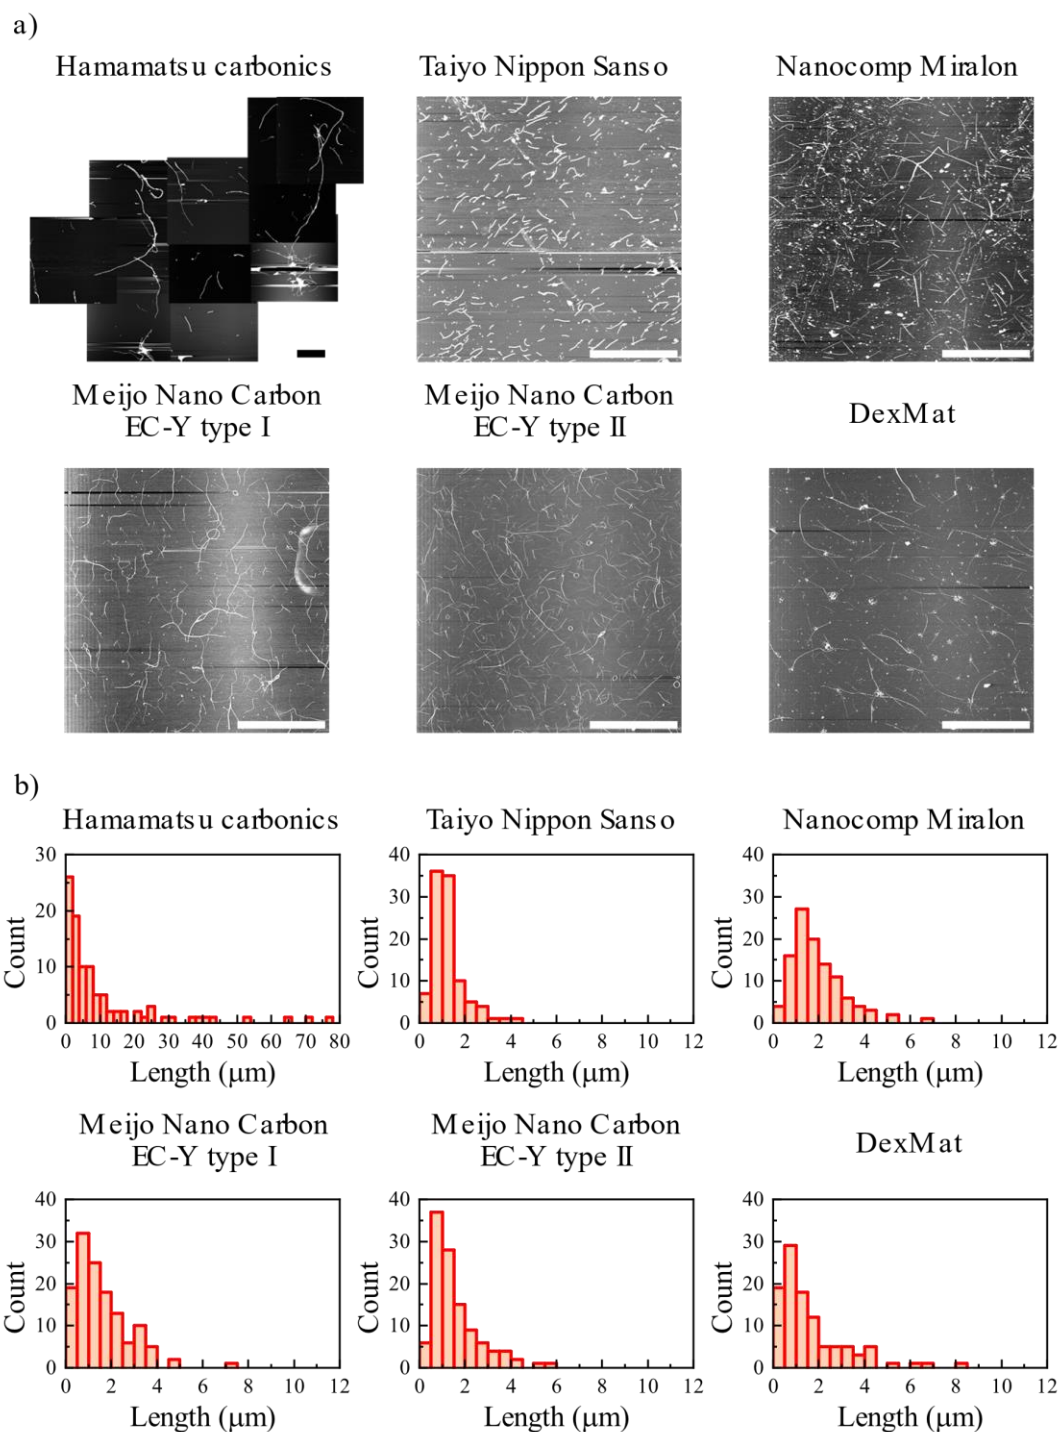 a)
Hamamatsu carbonics
Taiyo Nippon Sanso
Nanocomp Miralon
Meijo Nano Carbon
EC-Y type I
Meijo Nano Carbon
EC-Y type II
DexMat
b)
Hamamatsu carbonics
30
20
10
0
Count
0 10 20 30 40 50 60 70 80
Length (μm)
Taiyo Nippon Sanso
40
30
20
10
0
Count
0 2 4 6 8 10 12
Length (μm)
Nanocomp Miralon
40
30
20
10
0
Count
0 2 4 6 8 10 12
Length (μm)
Meijo Nano Carbon
EC-Y type I
40
30
20
10
0
Count
0 2 4 6 8 10 12
Length (μm)
Meijo Nano Carbon
EC-Y type II
40
30
20
10
0
Count
0 2 4 6 8 10 12
Length (μm)
DexMat
40
30
20
10
0
Count
0 2 4 6 8 10 12
Length (μm)